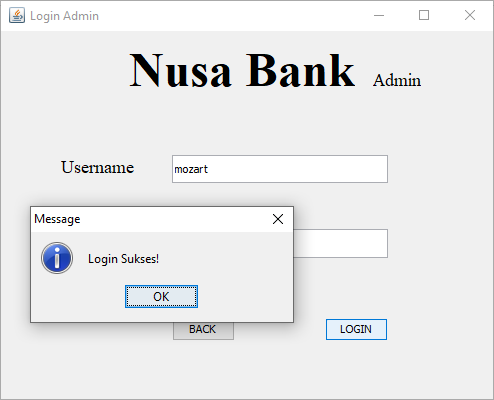 Login Admin
Nusa Bank Admin
Username mozart
Message
Login Sukses!
OK
BACK LOGIN